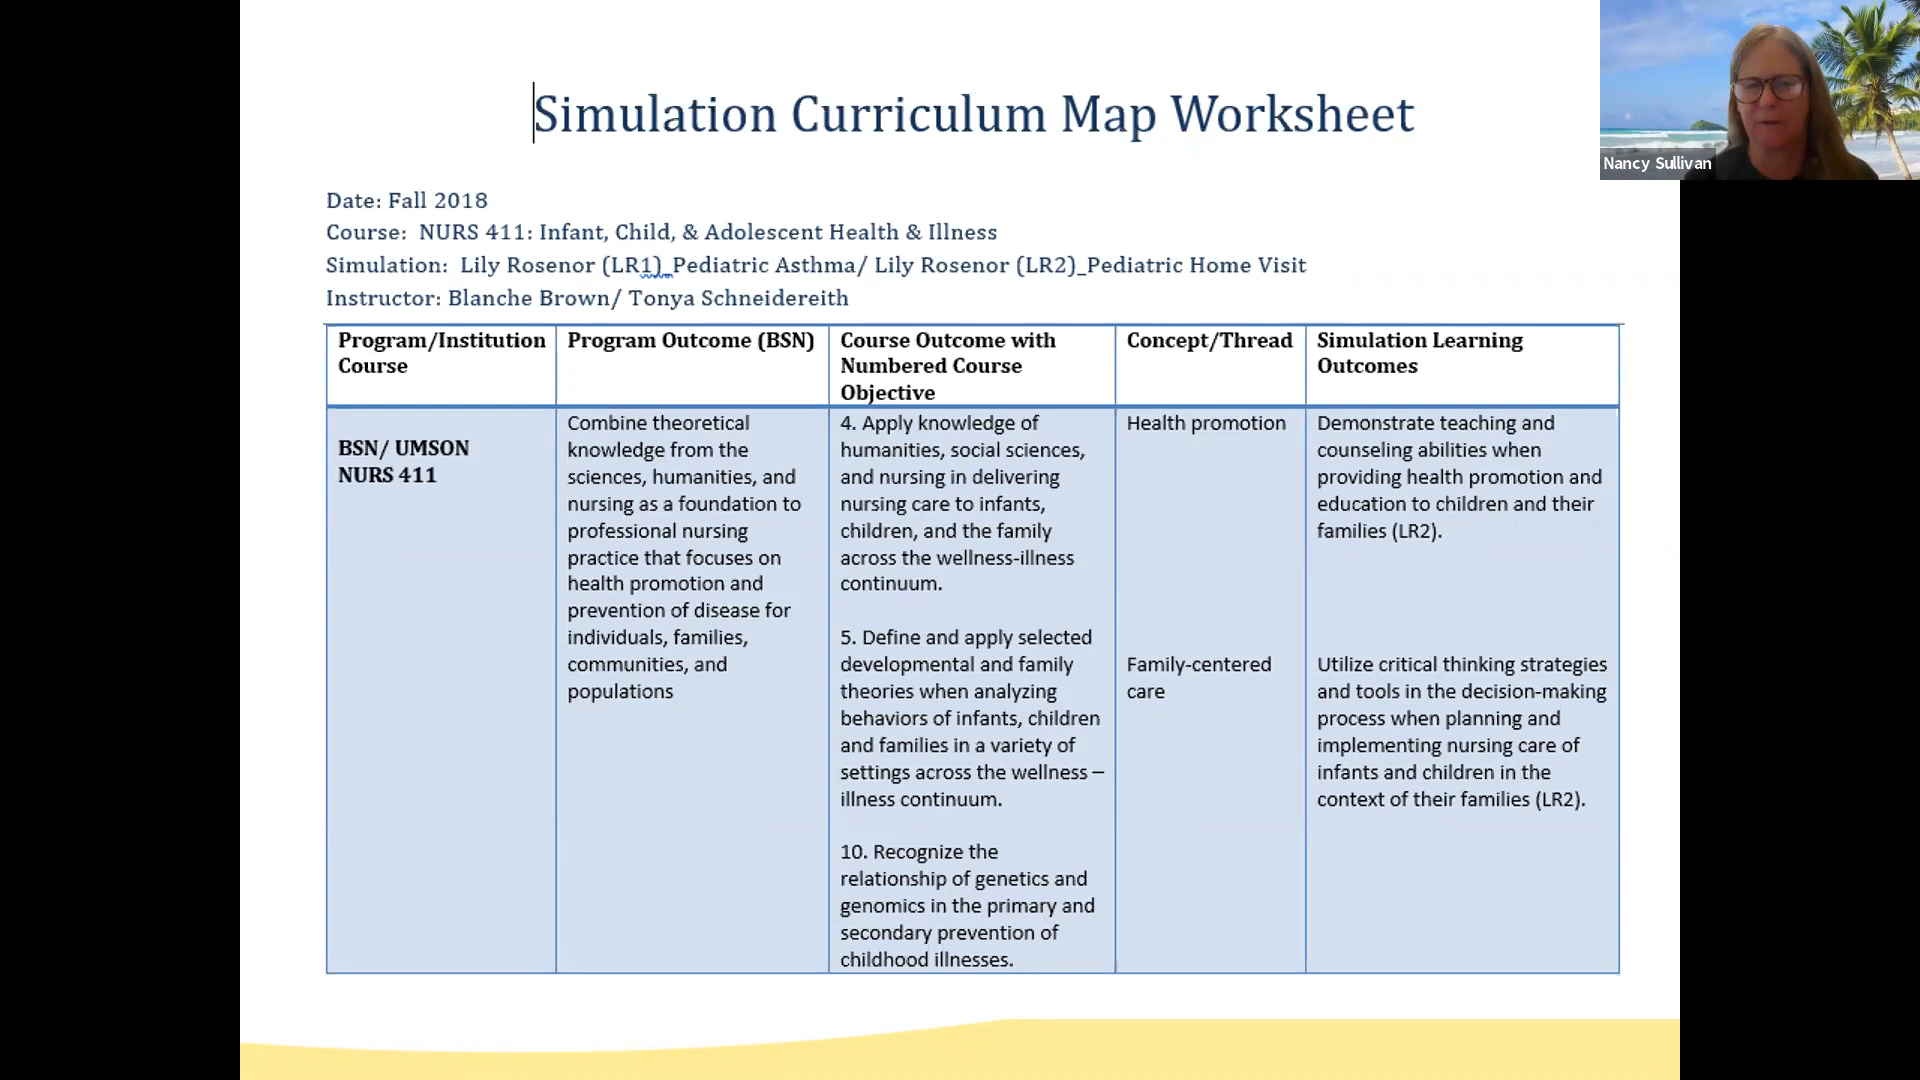 Simulation Curriculum Map Worksheet
Nancy Sullivan
Date: Fall 2018
Course:  NURS 411: Infant, Child, & Adolescent Health & Illness
Simulation:  Lily Rosenor (LR1)_Pediatric Asthma/ Lily Rosenor (LR2)_Pediatric Home Visit
Instructor: Blanche Brown/ Tonya Schneidereith
Program/Institution
Course
Program Outcome (BSN)
Course Outcome with
Numbered Course
Objective
Concept/Thread
Simulation Learning
Outcomes
BSN/ UMSON
NURS 411
Combine theoretical
knowledge from the
sciences, humanities, and
nursing as a foundation to
professional nursing
practice that focuses on
health promotion and
prevention of disease for
individuals, families,
communities, and
populations
4. Apply knowledge of
humanities, social sciences,
and nursing in delivering
nursing care to infants,
children, and the family
across the wellness-illness
continuum.
5. Define and apply selected
developmental and family
theories when analyzing
behaviors of infants, children
and families in a variety of
settings across the wellness –
illness continuum.
10. Recognize the
relationship of genetics and
genomics in the primary and
secondary prevention of
childhood illnesses.
Health promotion
Family-centered
care
Demonstrate teaching and
counseling abilities when
providing health promotion and
education to children and their
families (LR2).
Utilize critical thinking strategies
and tools in the decision-making
process when planning and
implementing nursing care of
infants and children in the
context of their families (LR2).